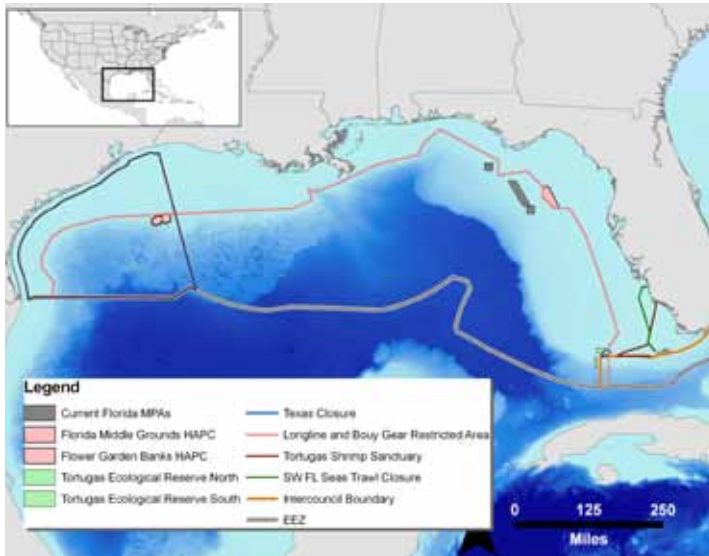 Legend
Current Florida MPAs
Florida Middle Grounds HAPC
Flower Garden Banks HAPC
Tortugas Ecological Reserve North
Tortugas Ecological Reserve South
Texas Closure
Longline and Bouy Gear Restricted Area
Tortugas Shrimp Sanctuary
SW FL Seas Trawl Closure
Intercouncil Boundary
EEZ
0 125 250
Miles